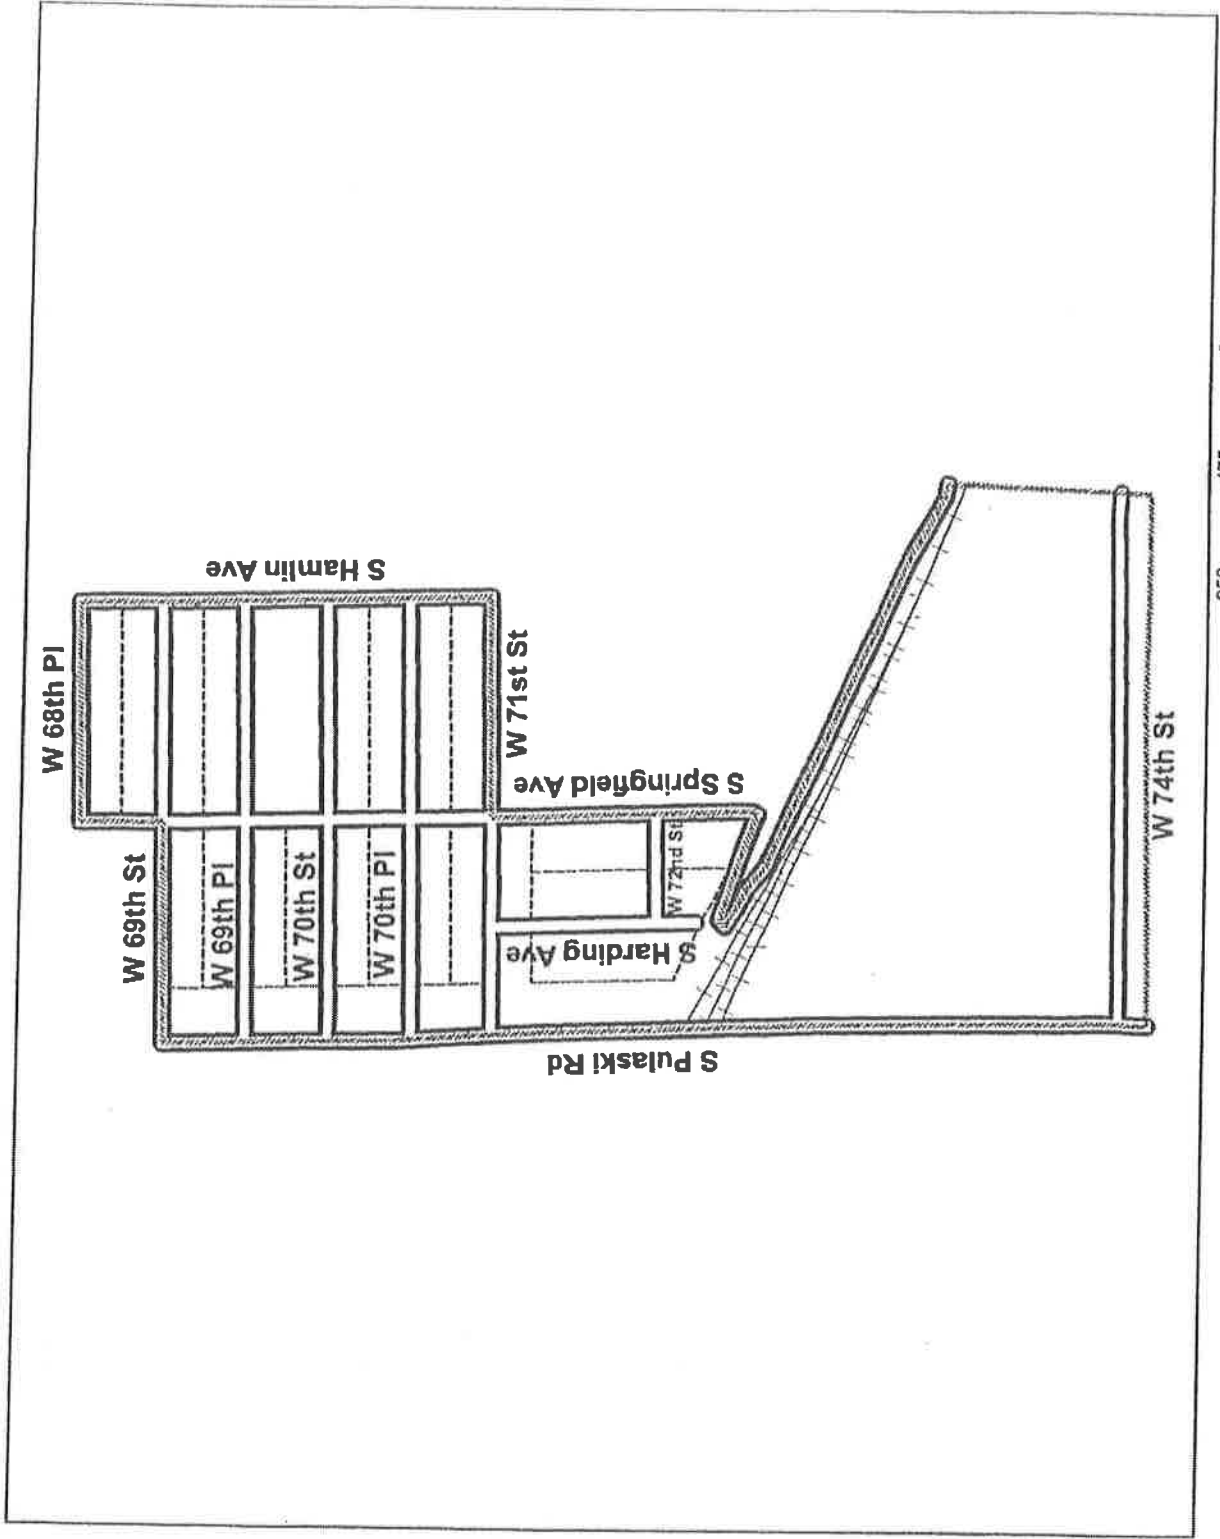 W 68th Pl
S Hamlin Ave
W 69th St
W 69th Pl
W 70th St
W 70th Pl
W 71st St
S Springfield Ave
W 72nd St
S Harding Ave
S Pulaski Rd
W 74th St